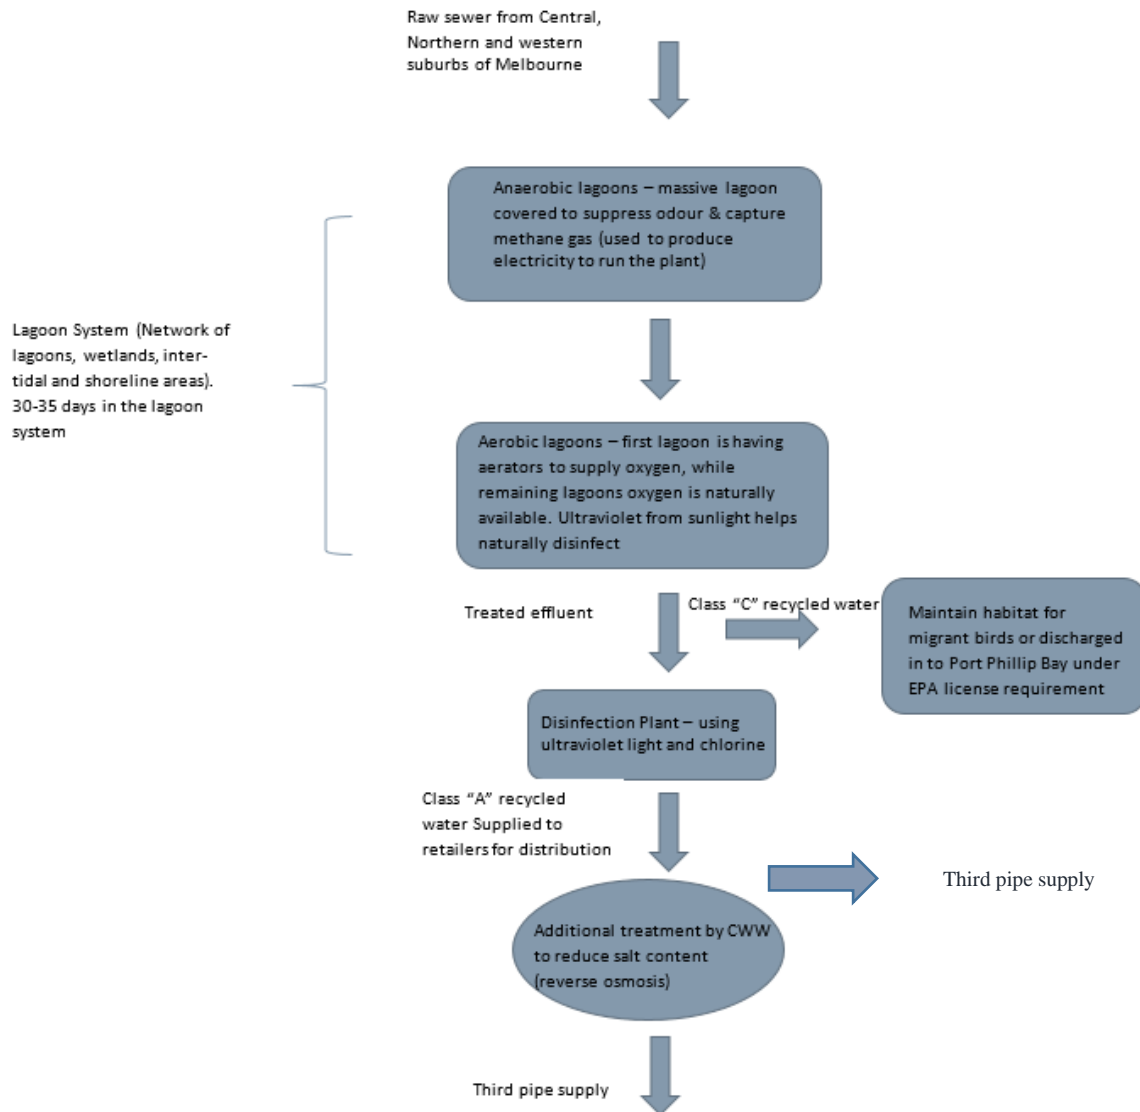 Raw sewer from Central,
Northern and western
suburbs of Melbourne
Anaerobic lagoons – massive lagoon
covered to suppress odour & capture
methane gas (used to produce
electricity to run the plant)
Lagoon System (Network of
lagoons, wetlands, inter-
tidal and shoreline areas).
30-35 days in the lagoon
system
Aerobic lagoons – first lagoon is having
aerators to supply oxygen, while
remaining lagoons oxygen is naturally
available. Ultraviolet from sunlight helps
naturally disinfect
Treated effluent
Class “C” recycled water
Maintain habitat for
migrant birds or discharged
in to Port Phillip Bay under
EPA license requirement
Disinfection Plant – using
ultraviolet light and chlorine
Class “A” recycled
water Supplied to
retailers for distribution
Third pipe supply
Additional treatment by CWW
to reduce salt content
(reverse osmosis)
Third pipe supply